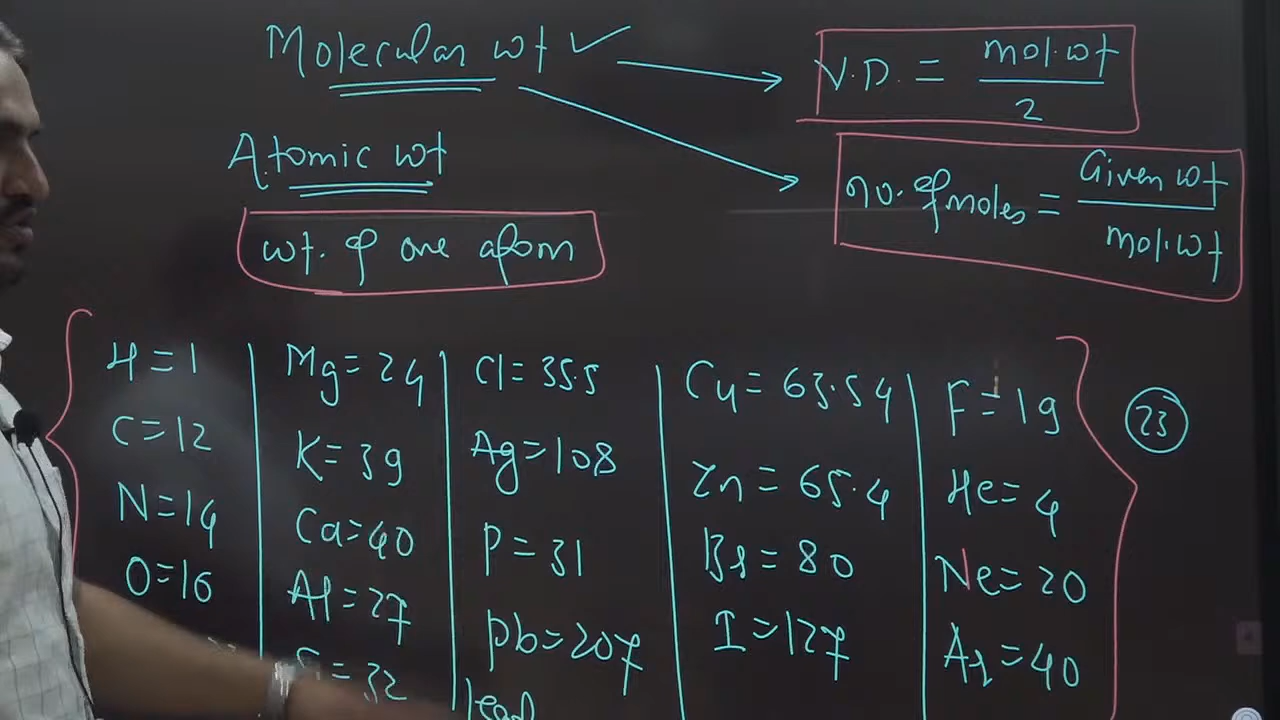 Molecular wt ✓
V.D. = mol.wt / 2
Atomic wt
no. of moles = Given wt / mol.wt
wt. of one atom
H = 1
C = 12
N = 14
O = 16
Mg = 24
K = 39
Ca = 40
Al = 27
= 32
Cl = 35.5
Ag = 108
P = 31
Pb = 207
lead
Cu = 63.54
Zn = 65.4
Br = 80
I = 127
F = 19
He = 4
Ne = 20
Ar = 40
23